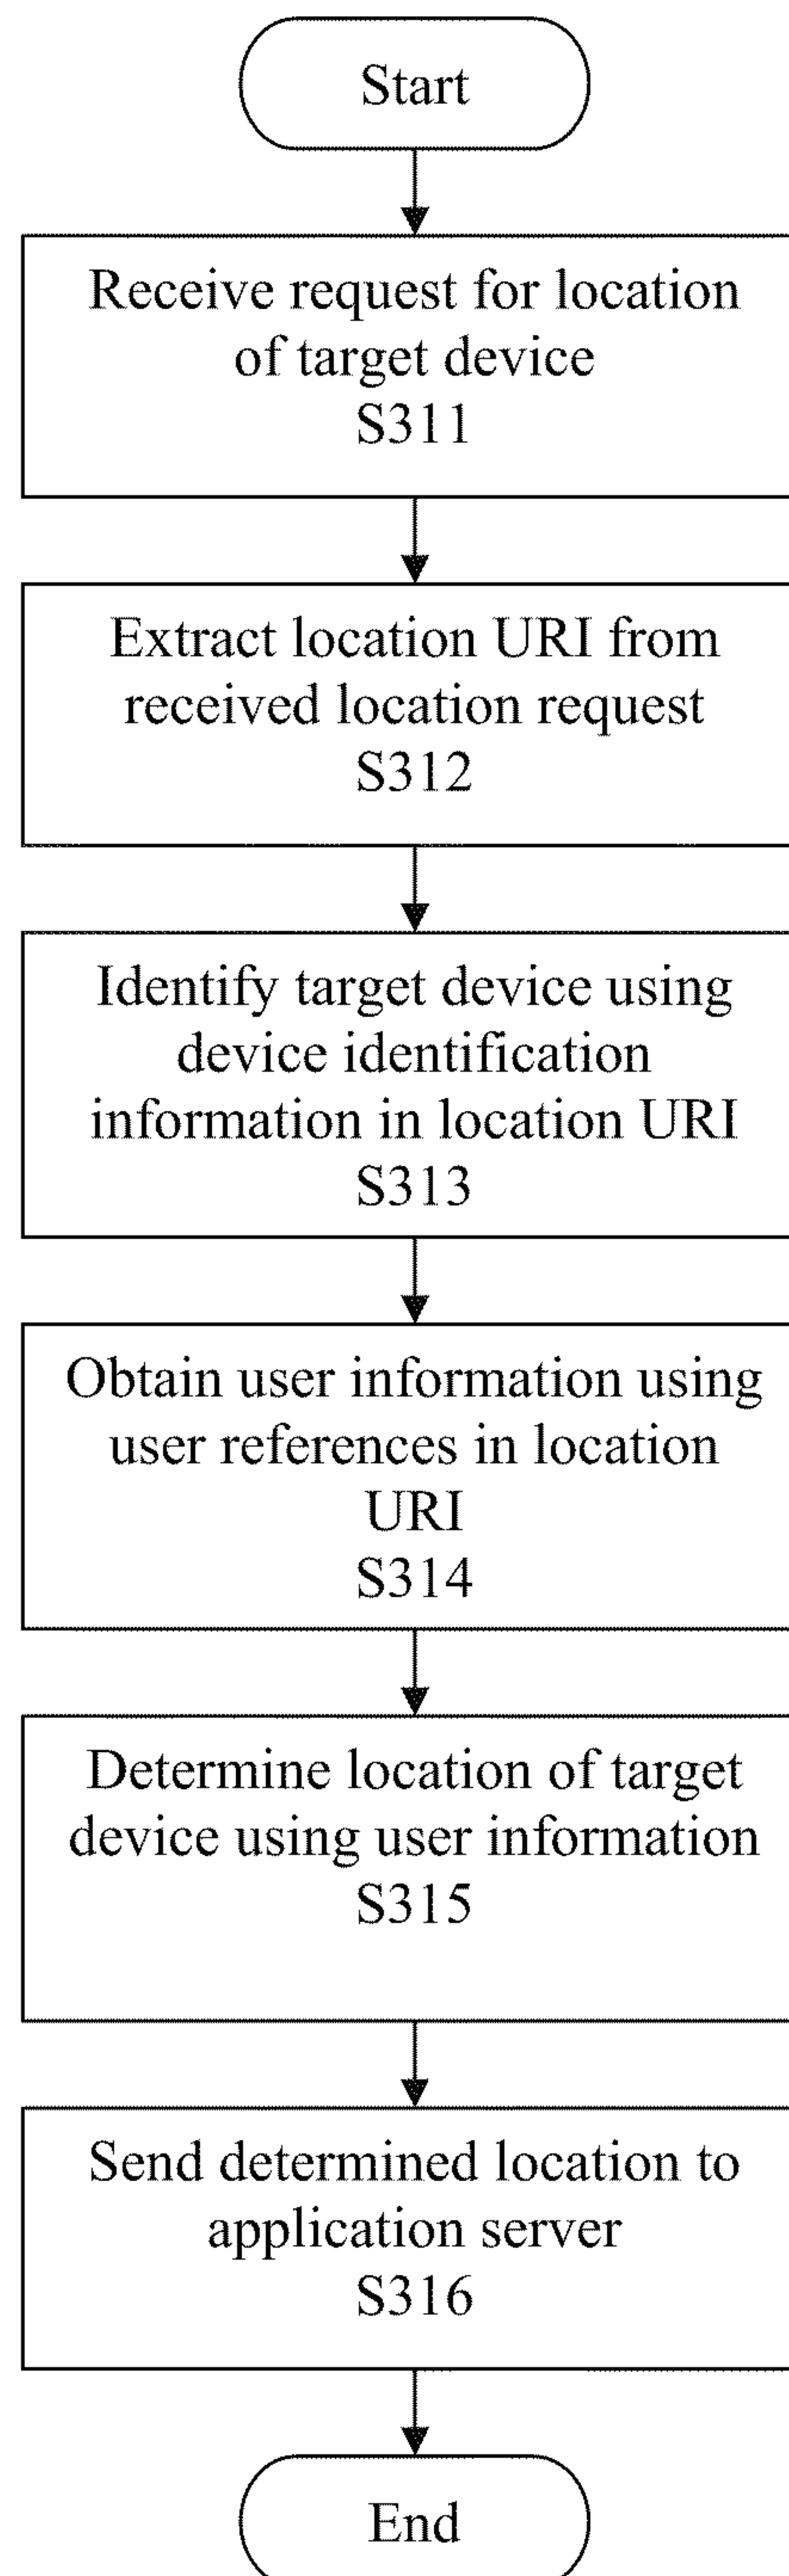 Start
Receive request for location
of target device
S311
Extract location URI from
received location request
S312
Identify target device using
device identification
information in location URI
S313
Obtain user information using
user references in location
URI
S314
Determine location of target
device using user information
S315
Send determined location to
application server
S316
End